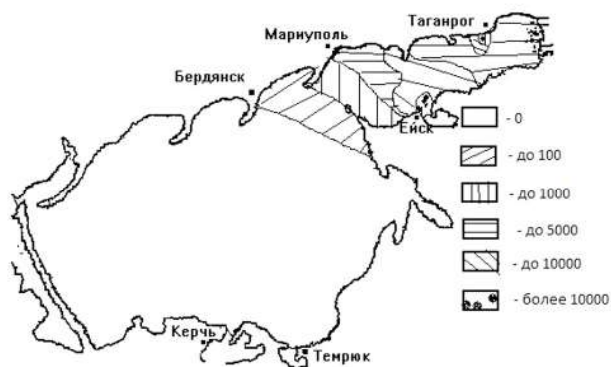 Таганрог
Мариуполь
Бердянск
Ейск
- 0
- до 100
- до 1000
- до 5000
- до 10000
- более 10000
Керчь
Темрюк